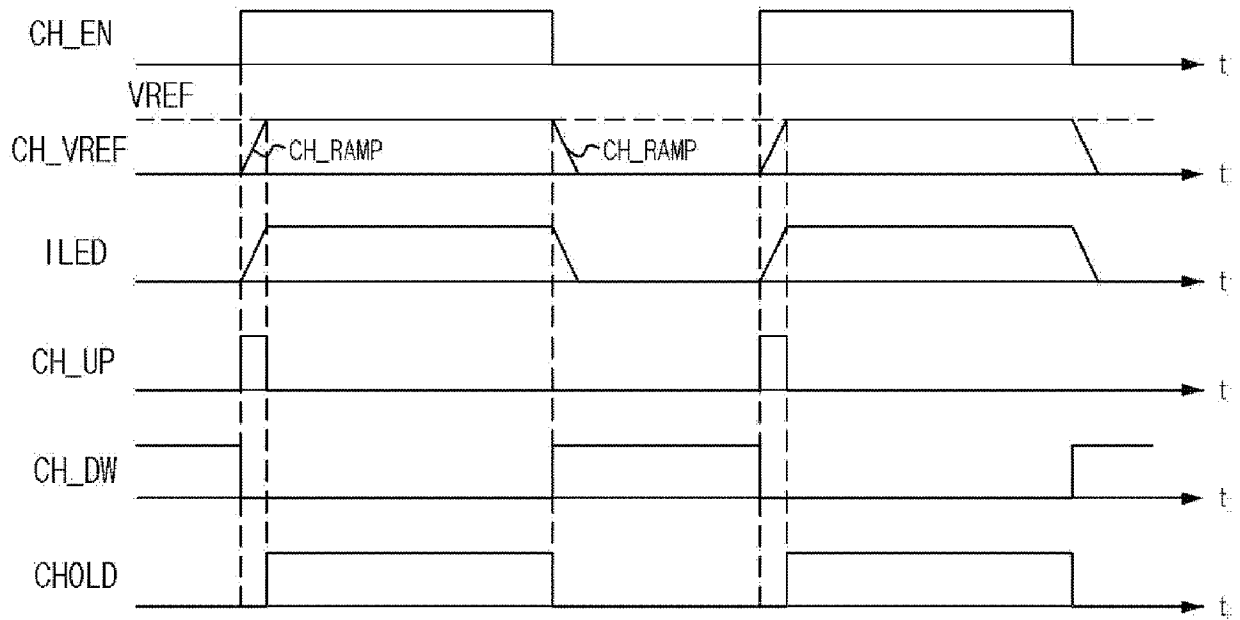 CH_EN
t
VREF
CH_VREF
CH_RAMP
CH_RAMP
t
ILED
t
CH_UP
t
CH_DW
t
CHOLD
t